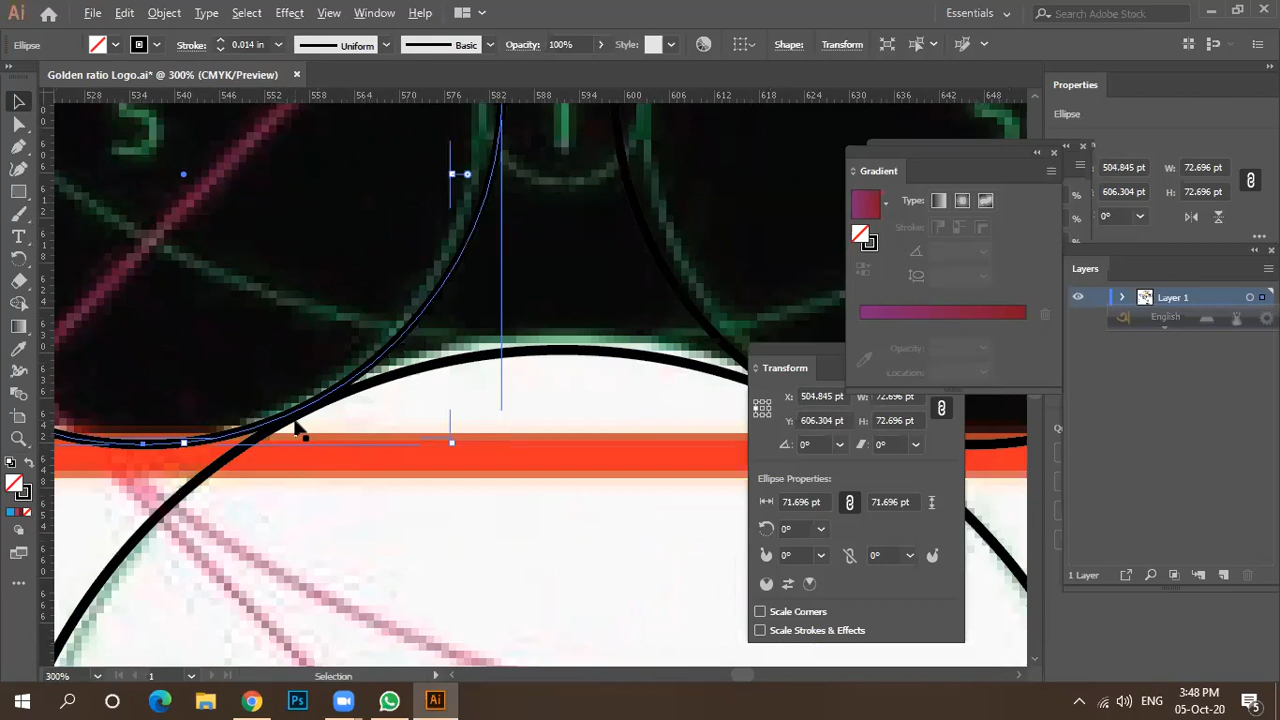 Ai File Edit Object Type Select Effect View Window Help Essentials Search Adobe Stock
Ellipse Stroke: 0.014 in Uniform Basic Opacity: 100% Style: Shape: Transform
Golden ratio Logo.ai* @ 300% (CMYK/Preview)
528 534 540 546 552 558 564 570 576 582 588 594 600 606 612 618 624 630 636 642 648
Properties
Ellipse
504.845 pt 72.696 pt
% 606.304 pt 72.696 pt
% 0°
Gradient
Type:
Stroke:
Opacity:
Location:
Layers
Layer 1
English
1 Layer
Transform
X: 504.845 pt W: 72.696 pt
Y: 606.304 pt H: 72.696 pt
0° 0°
Ellipse Properties:
71.696 pt 71.696 pt
0°
0° 0°
Scale Corners
Scale Strokes & Effects
300% 1 Selection
Ps Ai ENG 3:48 PM
05-Oct-20 5